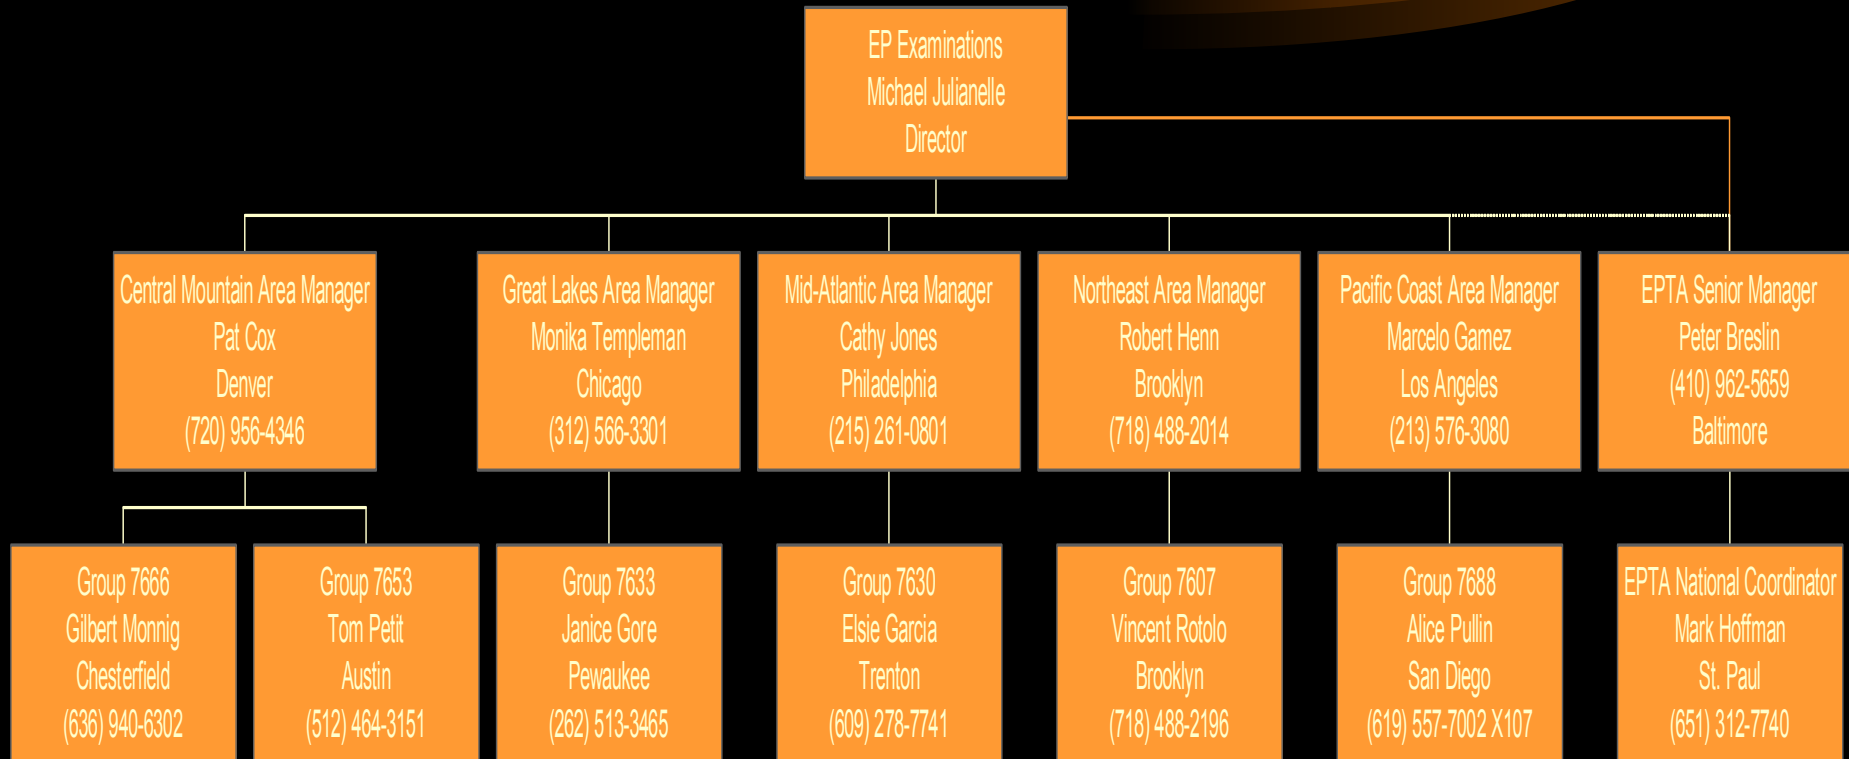 EP Examinations
Michael Julianelle
Director
Central Mountain Area Manager
Pat Cox
Denver
(720) 956-4346
Great Lakes Area Manager
Monika Templeman
Chicago
(312) 566-3301
Mid-Atlantic Area Manager
Cathy Jones
Philadelphia
(215) 261-0801
Northeast Area Manager
Robert Henn
Brooklyn
(718) 488-2014
Pacific Coast Area Manager
Marcelo Gamez
Los Angeles
(213) 576-3080
EPTA Senior Manager
Peter Breslin
(410) 962-5659
Baltimore
Group 7666
Gilbert Monnig
Chesterfield
(636) 940-6302
Group 7653
Tom Petit
Austin
(512) 464-3151
Group 7633
Janice Gore
Pewaukee
(262) 513-3465
Group 7630
Elsie Garcia
Trenton
(609) 278-7741
Group 7607
Vincent Rotolo
Brooklyn
(718) 488-2196
Group 7688
Alice Pullin
San Diego
(619) 557-7002 X107
EPTA National Coordinator
Mark Hoffman
St. Paul
(651) 312-7740